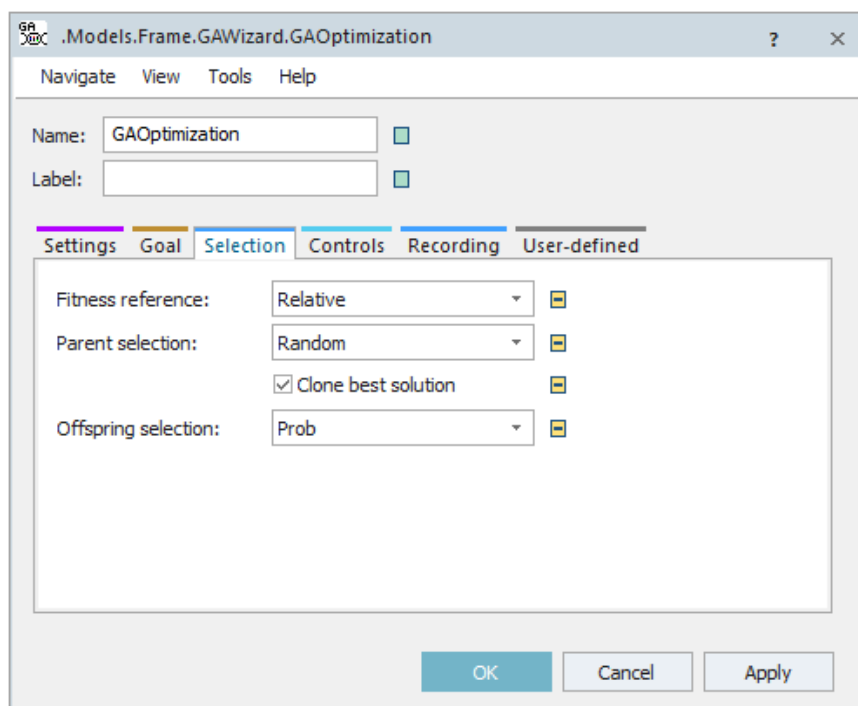 GA .Models.Frame.GAWizard.GAOptimization ? ×
Navigate View Tools Help
Name: GAOptimization
Label:
Settings Goal Selection Controls Recording User-defined
Fitness reference: Relative
Parent selection: Random
Clone best solution
Offspring selection: Prob
OK Cancel Apply